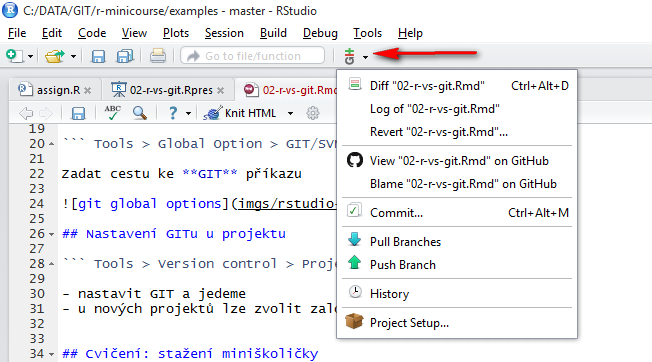 C:/DATA/GIT/r-minicourse/examples - master - RStudio
File Edit Code View Plots Session Build Debug Tools Help
Go to file/function
GIT
assign.R
02-r-vs-git.Rpres
02-r-vs-git.Rmd
ABC
Knit HTML
Diff "02-r-vs-git.Rmd" Ctrl+Alt+D
Log of "02-r-vs-git.Rmd"
Revert "02-r-vs-git.Rmd"...
View "02-r-vs-git.Rmd" on GitHub
Blame "02-r-vs-git.Rmd" on GitHub
Commit... Ctrl+Alt+M
Pull Branches
Push Branch
History
Project Setup...
19
20 ``` Tools > Global Option > GIT/SV
21
22 Zadat cestu ke **GIT** příkazu
23
24 ![git global options](imgs/rstudio-
25
26 ## Nastavení GITu u projektu
27
28 ``` Tools > Version control > Proj
29
30 - nastavit GIT a jedeme
31 - u nových projektů lze zvolit zalo
32
33
34 ## Cvičení: stažení miniškoličky